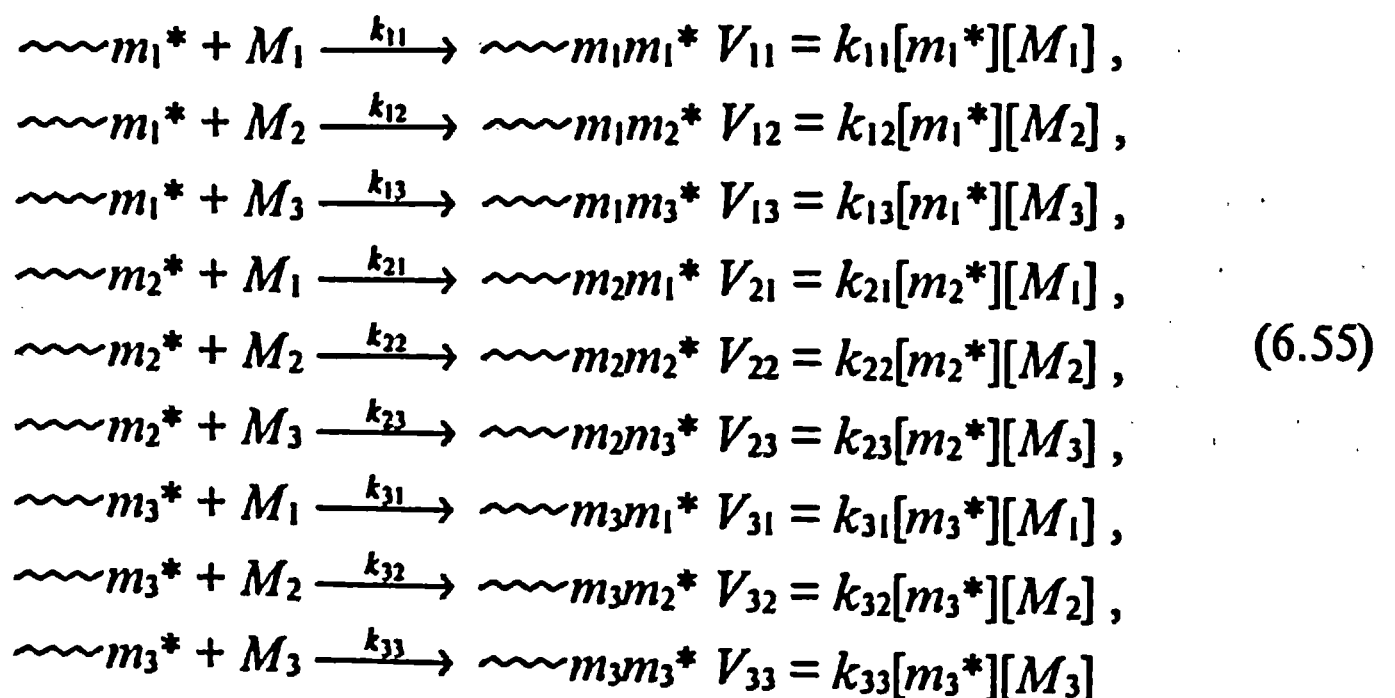 ~~~m₁* + M₁ —k₁₁→ ~~~m₁m₁* V₁₁ = k₁₁[m₁*][M₁] ,
~~~m₁* + M₂ —k₁₂→ ~~~m₁m₂* V₁₂ = k₁₂[m₁*][M₂] ,
~~~m₁* + M₃ —k₁₃→ ~~~m₁m₃* V₁₃ = k₁₃[m₁*][M₃] ,
~~~m₂* + M₁ —k₂₁→ ~~~m₂m₁* V₂₁ = k₂₁[m₂*][M₁] ,
~~~m₂* + M₂ —k₂₂→ ~~~m₂m₂* V₂₂ = k₂₂[m₂*][M₂] ,
(6.55)
~~~m₂* + M₃ —k₂₃→ ~~~m₂m₃* V₂₃ = k₂₃[m₂*][M₃] ,
~~~m₃* + M₁ —k₃₁→ ~~~m₃m₁* V₃₁ = k₃₁[m₃*][M₁] ,
~~~m₃* + M₂ —k₃₂→ ~~~m₃m₂* V₃₂ = k₃₂[m₃*][M₂] ,
~~~m₃* + M₃ —k₃₃→ ~~~m₃m₃* V₃₃ = k₃₃[m₃*][M₃]